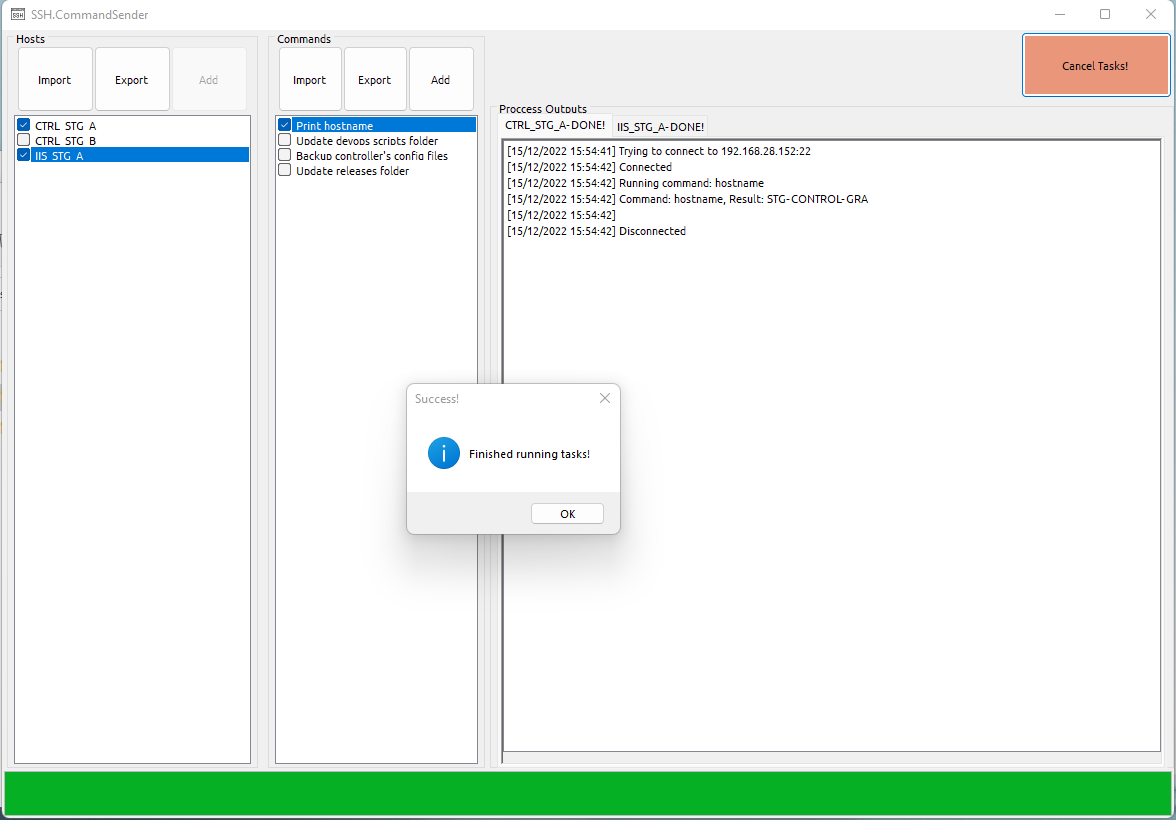 SSH SSH.CommandSender
Hosts
Import
Export
Add
CTRL_STG_A
CTRL_STG_B
IIS_STG_A
Commands
Import
Export
Add
Print hostname
Update devops scripts folder
Backup controller's config files
Update releases folder
Cancel Tasks!
Proccess Outputs
CTRL_STG_A-DONE!
IIS_STG_A-DONE!
[15/12/2022 15:54:41] Trying to connect to 192.168.28.152:22
[15/12/2022 15:54:42] Connected
[15/12/2022 15:54:42] Running command: hostname
[15/12/2022 15:54:42] Command: hostname, Result: STG-CONTROL-GRA
[15/12/2022 15:54:42]
[15/12/2022 15:54:42] Disconnected
Success!
Finished running tasks!
OK